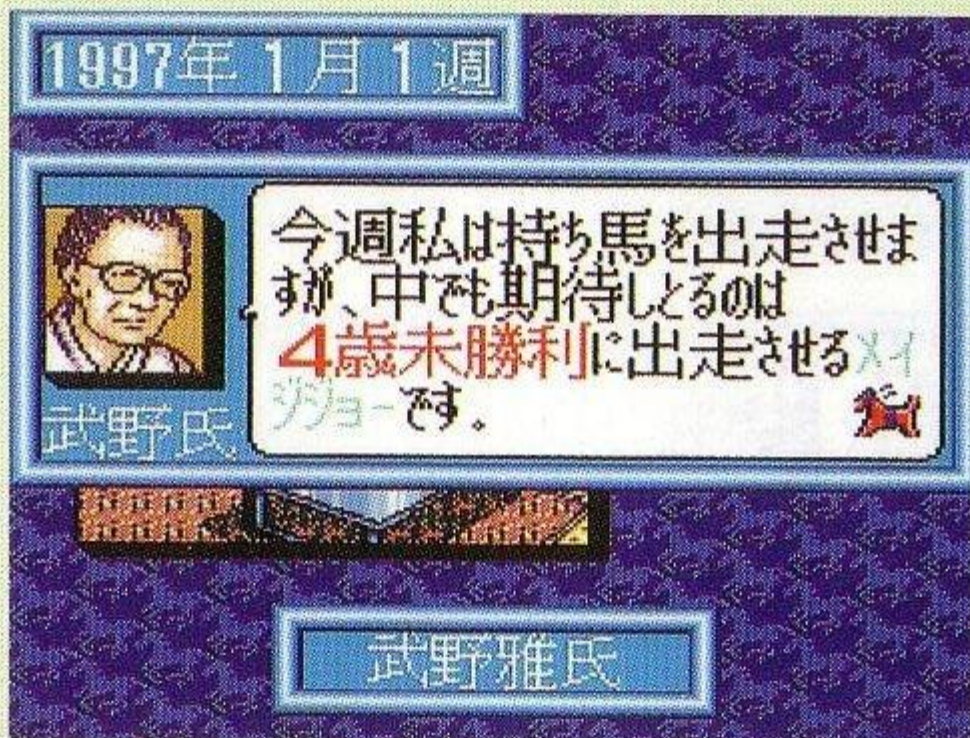 1997年1月1週
今週私は持ち馬を出走させま
すが、中でも期待しとるのは
4歳未勝利に出走させるメイ
ジジョーです。
武野氏
武野雅氏